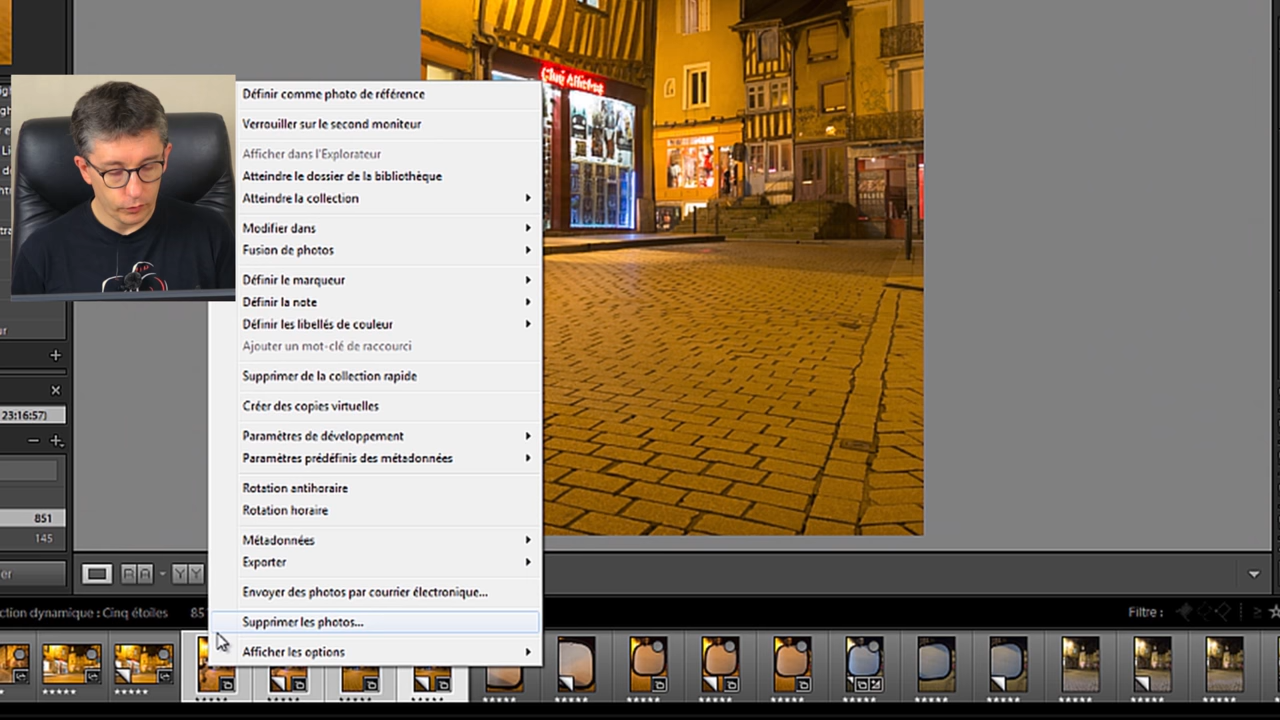 Définir comme photo de référence
Verrouiller sur le second moniteur
Afficher dans l'Explorateur
Atteindre le dossier de la bibliothèque
Atteindre la collection
Modifier dans
Fusion de photos
Définir le marqueur
Définir la note
Définir les libellés de couleur
Ajouter un mot-clé de raccourci
Supprimer de la collection rapide
Créer des copies virtuelles
Paramètres de développement
Paramètres prédéfinis des métadonnées
Rotation antihoraire
Rotation horaire
Métadonnées
Exporter
Envoyer des photos par courrier électronique...
Supprimer les photos...
Afficher les options
23:16:57)
851
145
ction dynamique : Cinq étoiles
85
Filtre :